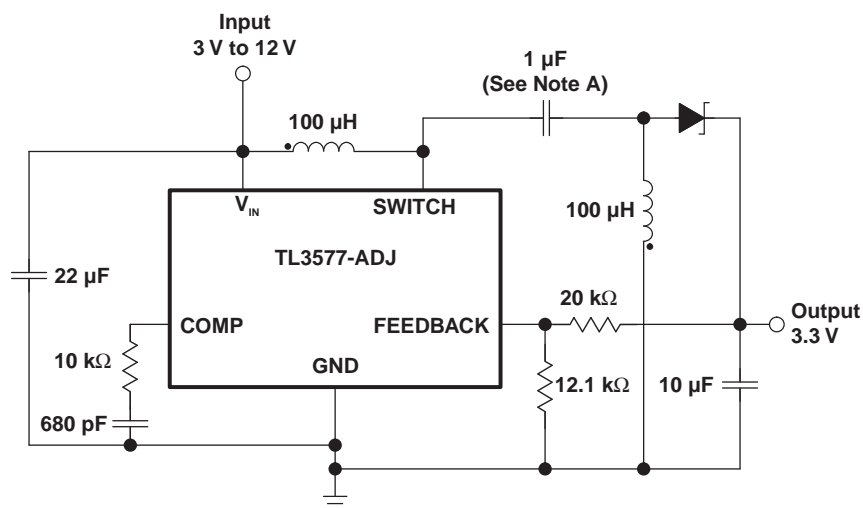 Input
3 V to 12 V
1 µF
(See Note A)
100 µH
VIN
SWITCH
100 µH
TL3577-ADJ
22 µF
20 kΩ
Output
3.3 V
COMP
FEEDBACK
10 kΩ
GND
12.1 kΩ
10 µF
680 pF